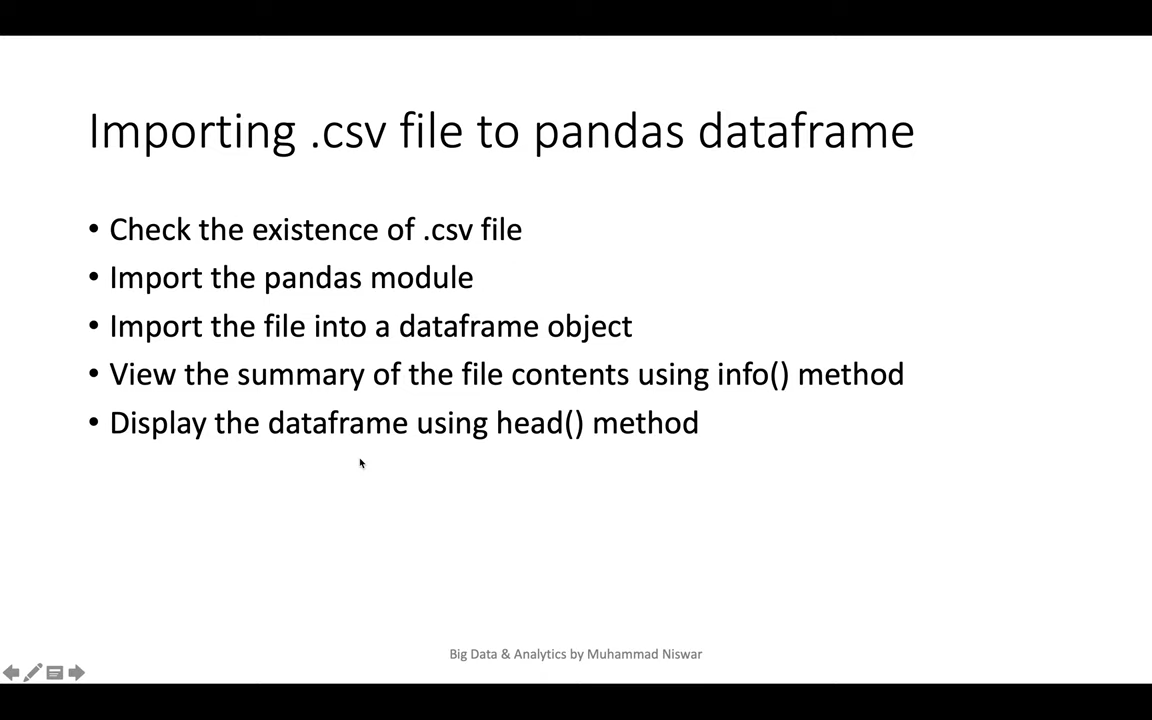 Importing .csv file to pandas dataframe
• Check the existence of .csv file
• Import the pandas module
• Import the file into a dataframe object
• View the summary of the file contents using info() method
• Display the dataframe using head() method
Big Data & Analytics by Muhammad Niswar